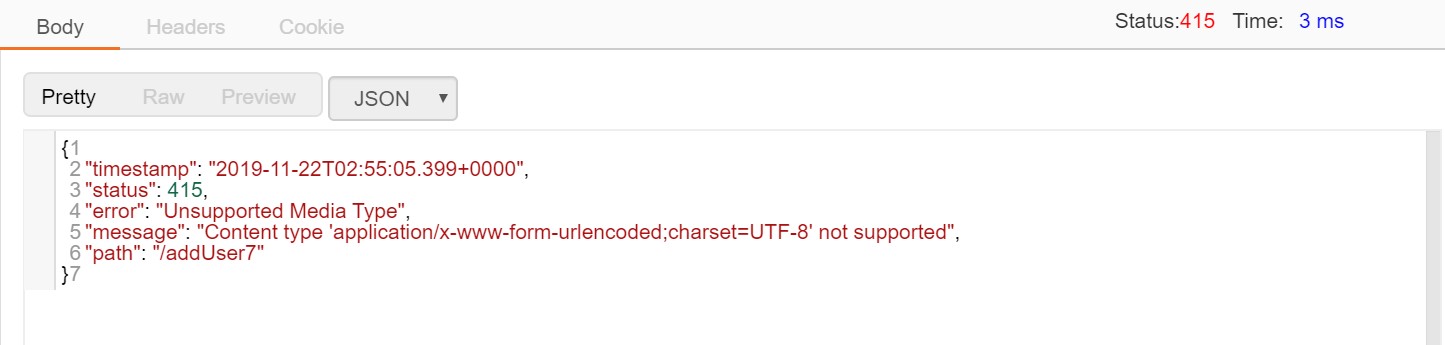 Body Headers Cookie Status:415 Time: 3 ms
Pretty Raw Preview JSON ▼
{1
2 "timestamp": "2019-11-22T02:55:05.399+0000",
3 "status": 415,
4 "error": "Unsupported Media Type",
5 "message": "Content type 'application/x-www-form-urlencoded;charset=UTF-8' not supported",
6 "path": "/addUser7"
}7